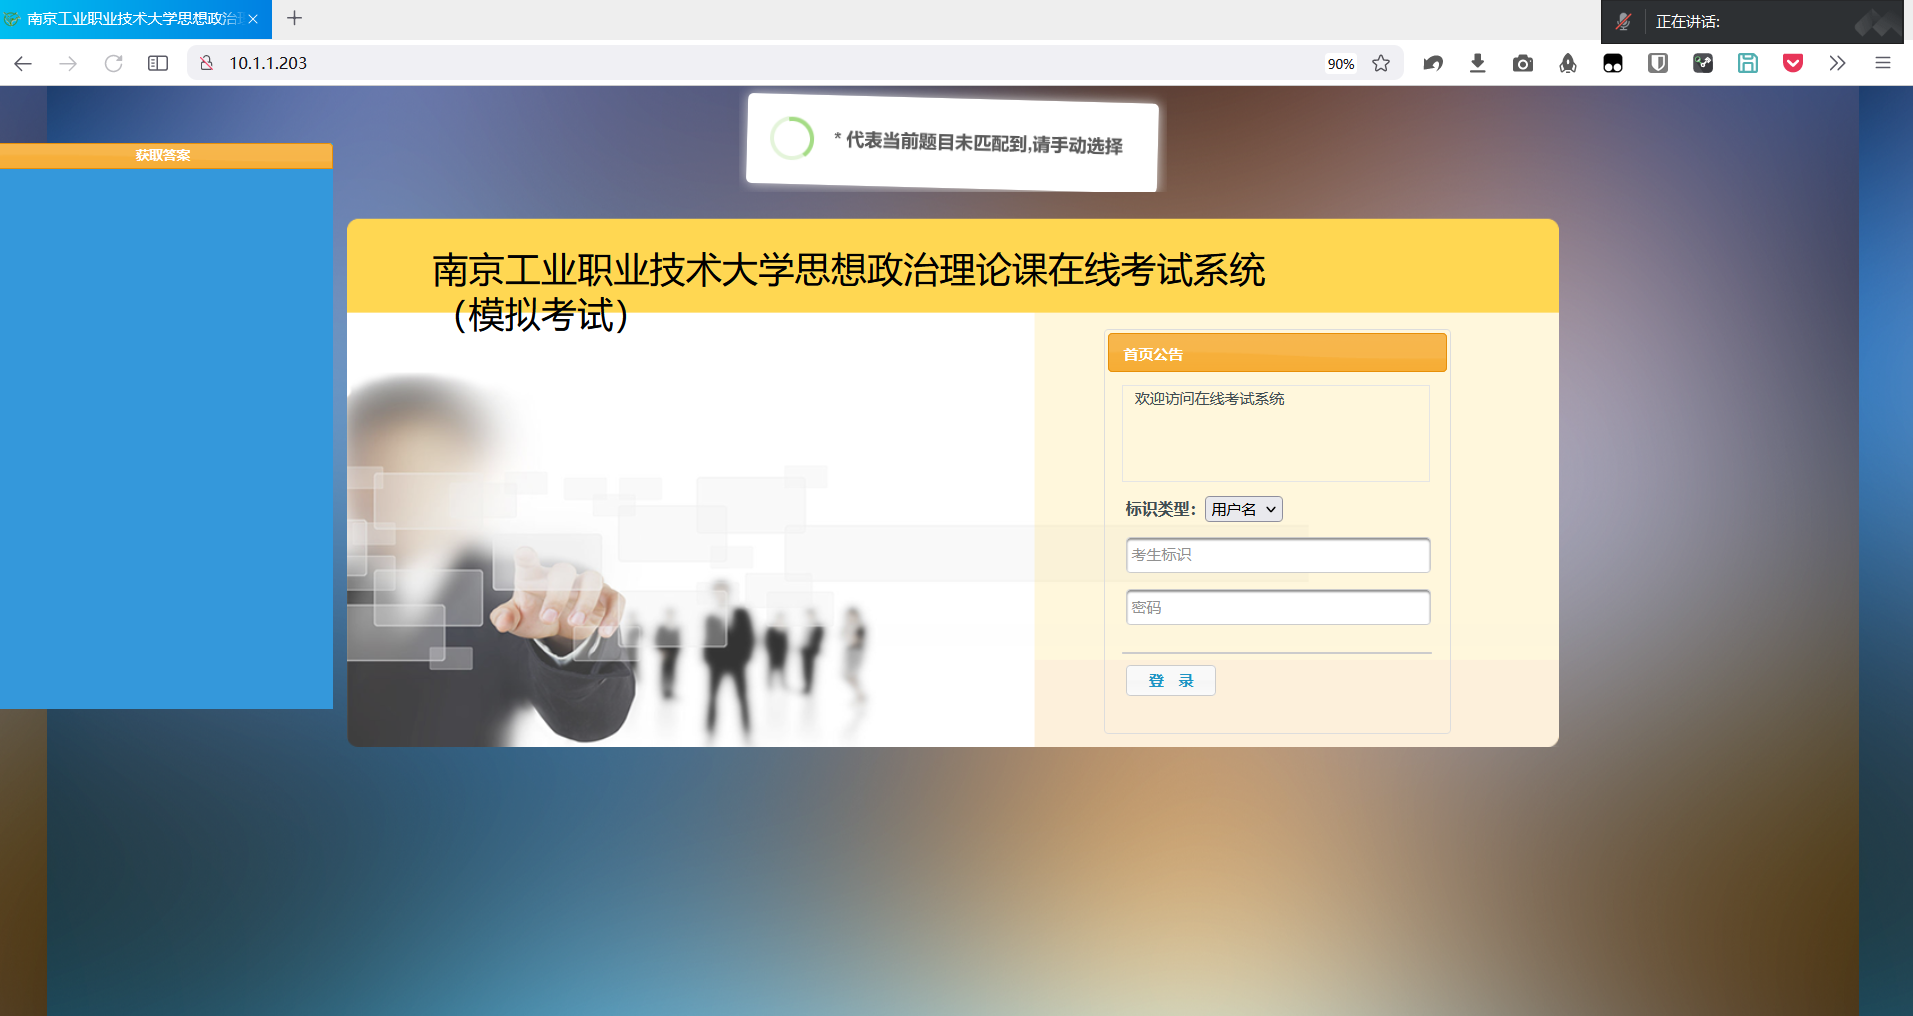 南京工业职业技术大学思想政治
正在讲话:
10.1.1.203
90%
* 代表当前题目未匹配到,请手动选择
获取答案
南京工业职业技术大学思想政治理论课在线考试系统
（模拟考试）
首页公告
欢迎访问在线考试系统
标识类型：
用户名
考生标识
密码
登 录